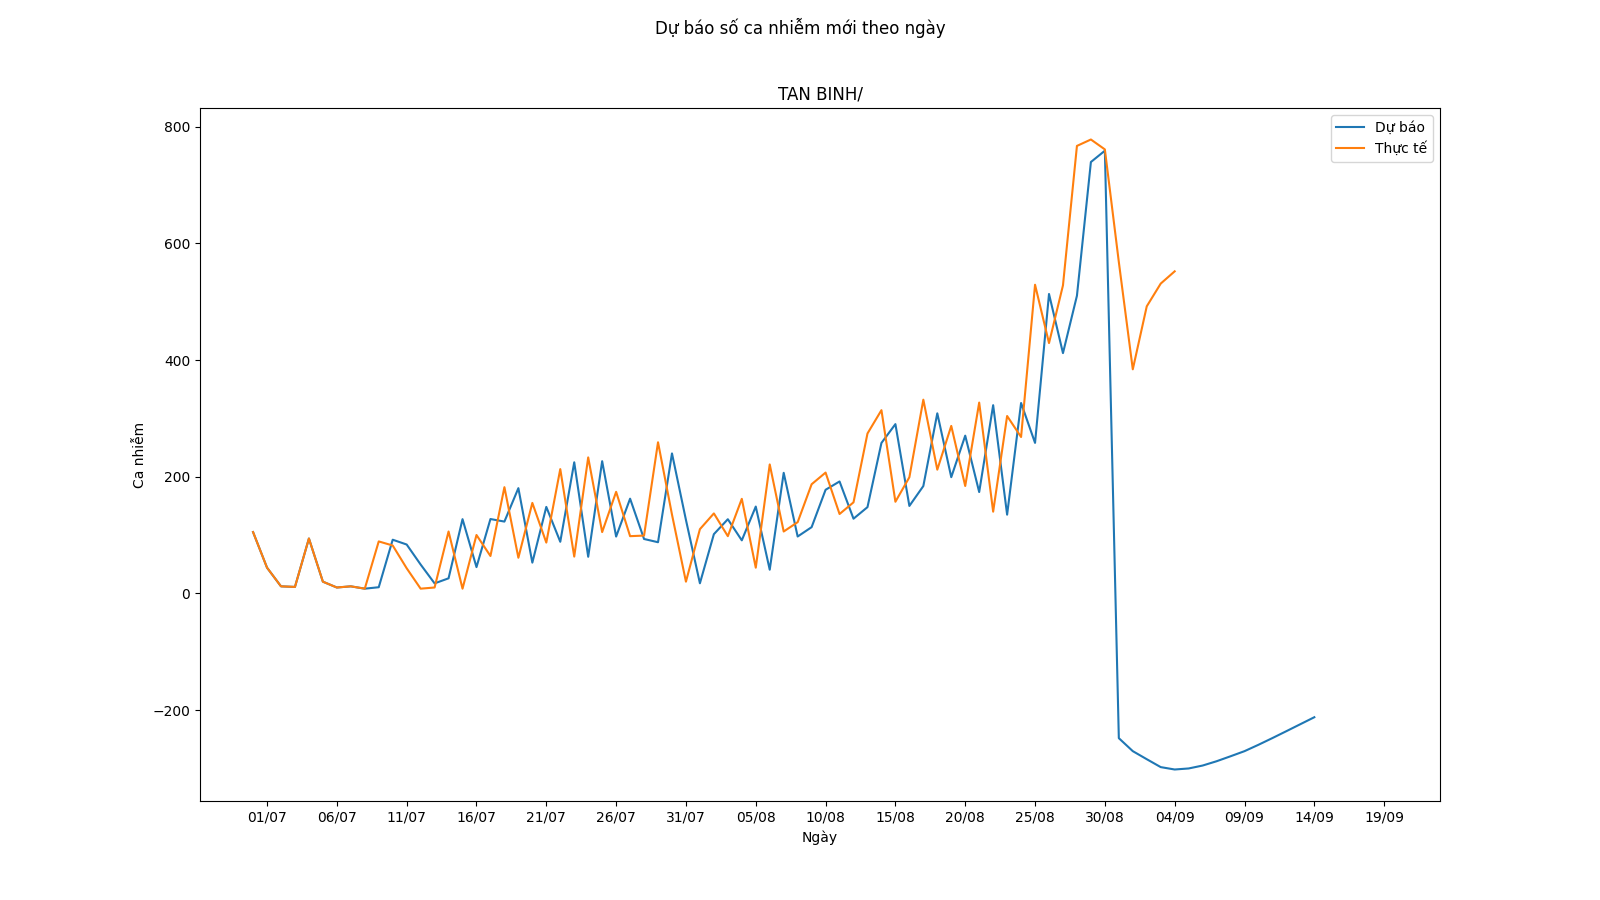 Dự báo số ca nhiễm mới theo ngày
TAN BINH/
Dự báo
Thực tế
800
600
400
200
0
−200
Ca nhiễm
01/07 06/07 11/07 16/07 21/07 26/07 31/07 05/08 10/08 15/08 20/08 25/08 30/08 04/09 09/09 14/09 19/09
Ngày